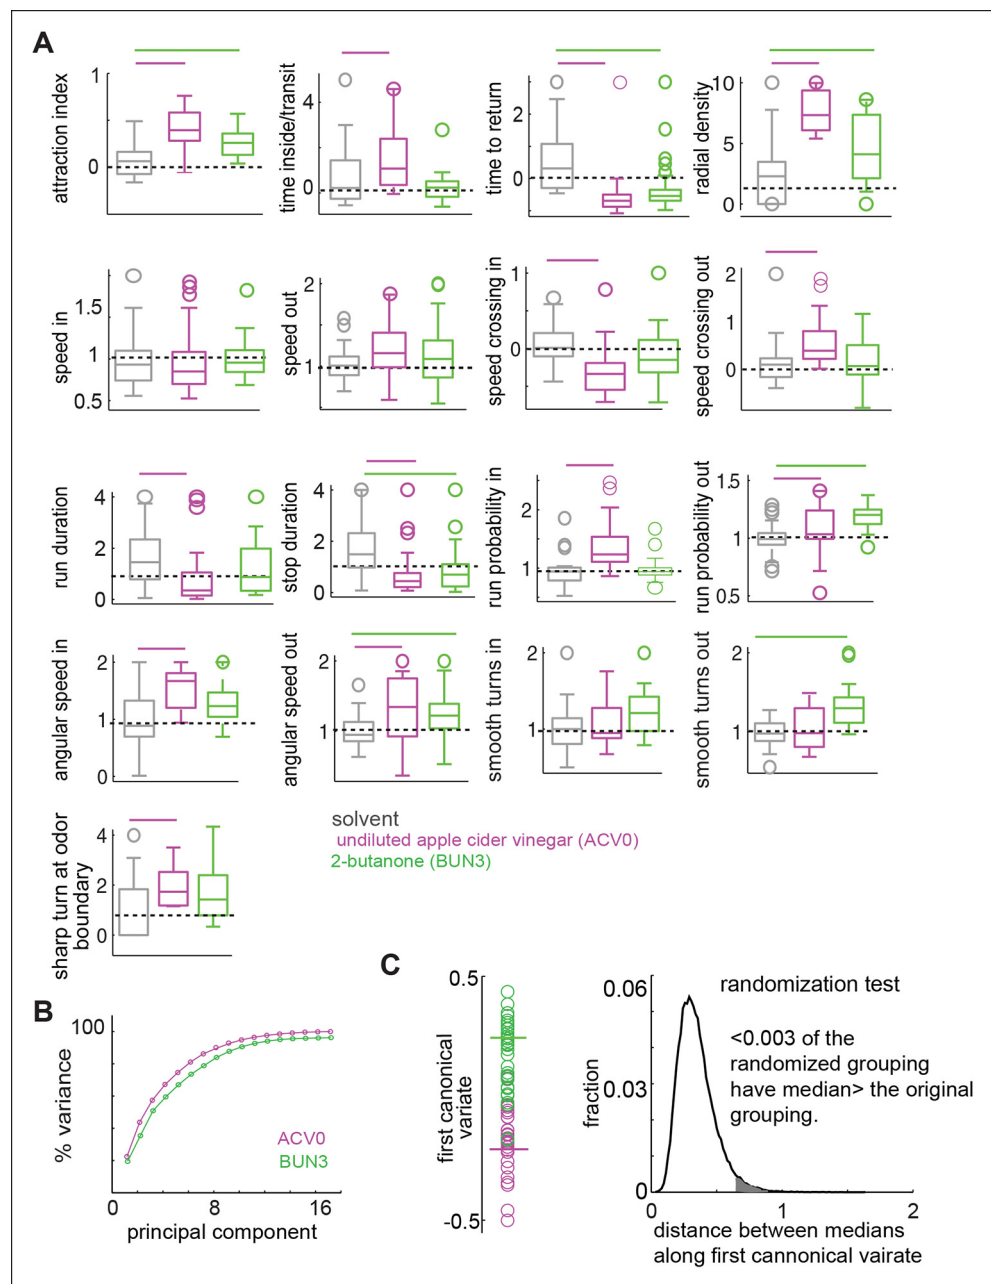 A
attraction index
1
0
time inside/transit
4
2
0
time to return
2
0
radial density
10
5
0
speed in
1.5
1
0.5
speed out
2
1
speed crossing in
1
0
speed crossing out
2
1
0
run duration
4
2
0
stop duration
4
2
0
run probability in
2
1
run probability out
1.5
1
0.5
angular speed in
2
1
0
angular speed out
2
1
smooth turns in
2
1
smooth turns out
2
1
sharp turn at odor
boundary
4
2
0
solvent
undiluted apple cider vinegar (ACV0)
2-butanone (BUN3)
B
% variance
100
ACV0
BUN3
0 8 16
principal component
C
first canonical
variate
0.5
-0.5
fraction
0.06
0.03
0
randomization test
<0.003 of the
randomized grouping
have median> the original
grouping.
0 1 2
distance between medians
along first cannonical vairate